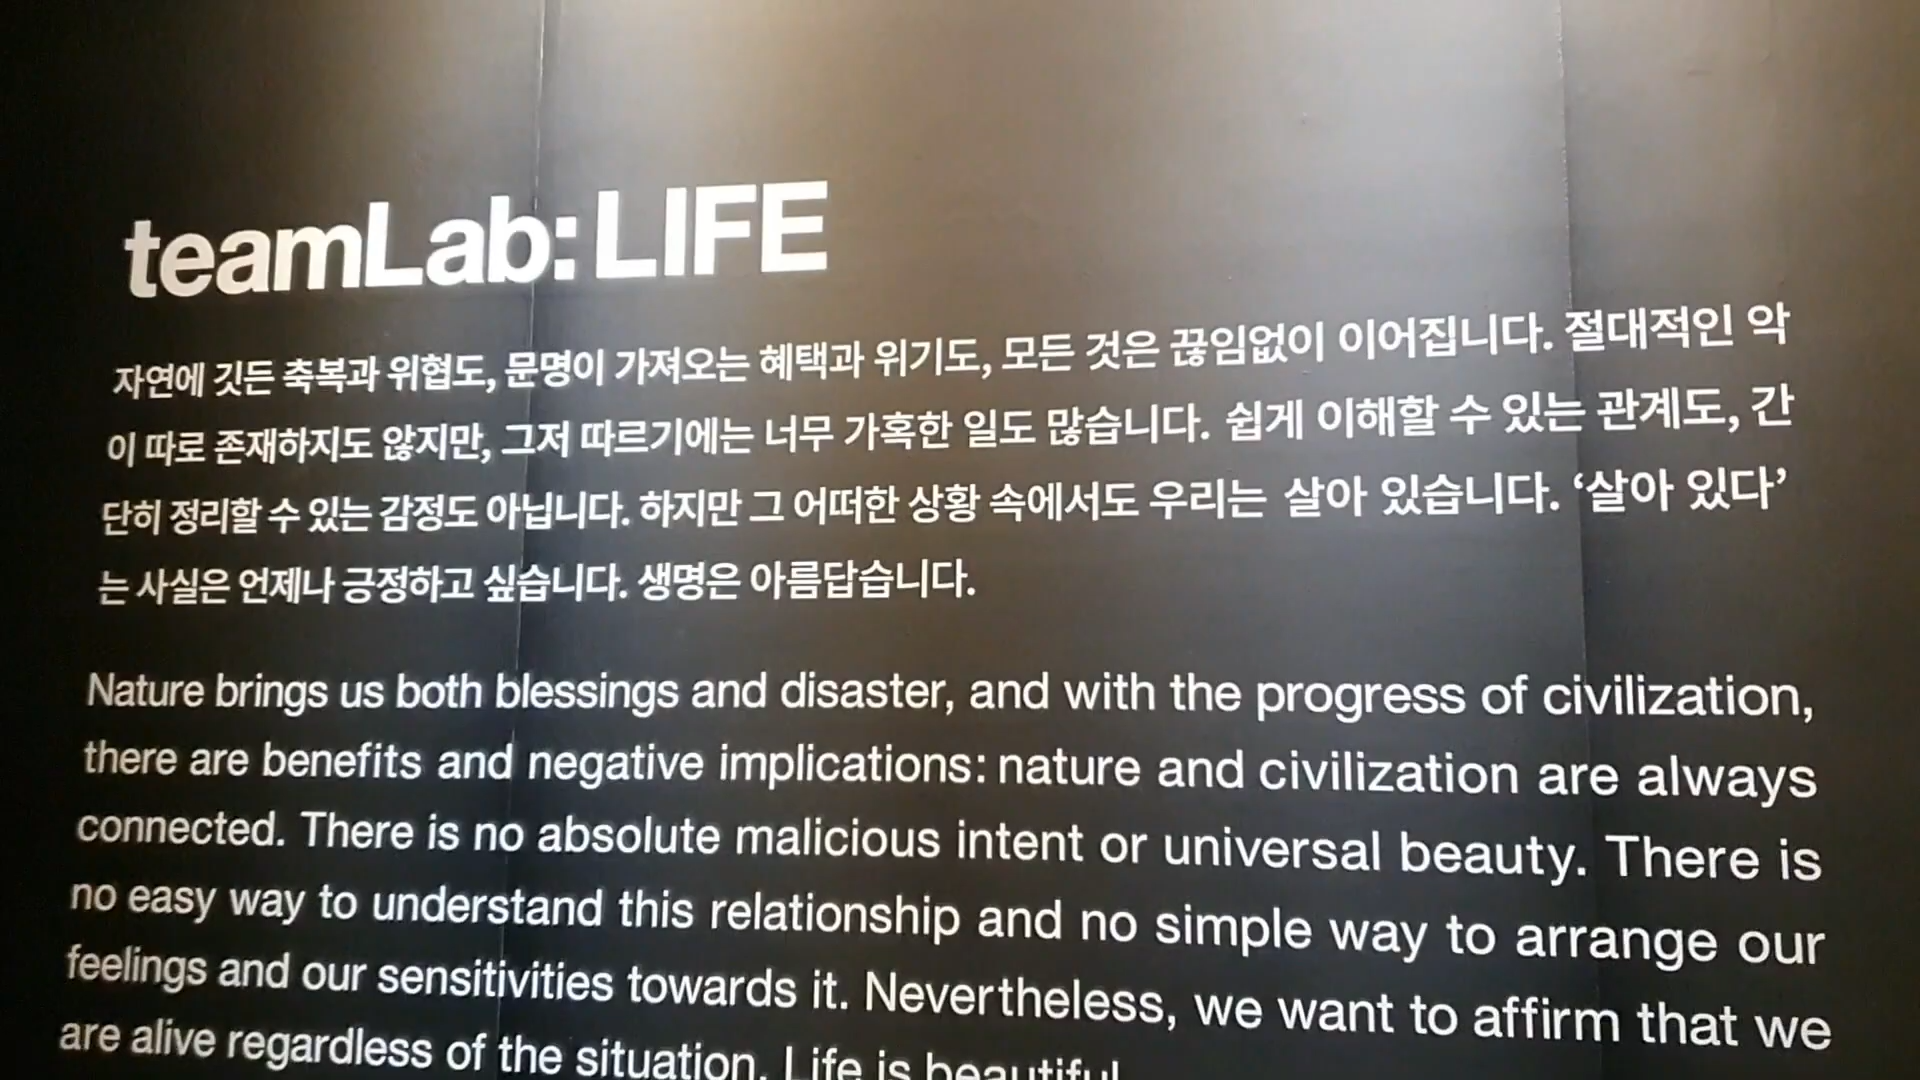 teamLab: LIFE
자연에 깃든 축복과 위협도, 문명이 가져오는 혜택과 위기도, 모든 것은 끊임없이 이어집니다. 절대적인 악
이 따로 존재하지도 않지만, 그저 따르기에는 너무 가혹한 일도 많습니다. 쉽게 이해할 수 있는 관계도, 간
단히 정리할 수 있는 감정도 아닙니다. 하지만 그 어떠한 상황 속에서도 우리는 살아 있습니다. ‘살아 있다’
는 사실은 언제나 긍정하고 싶습니다. 생명은 아름답습니다.
Nature brings us both blessings and disaster, and with the progress of civilization,
there are benefits and negative implications: nature and civilization are always
connected. There is no absolute malicious intent or universal beauty. There is
no easy way to understand this relationship and no simple way to arrange our
feelings and our sensitivities towards it. Nevertheless, we want to affirm that we
are alive regardless of the situation. Life is beautiful